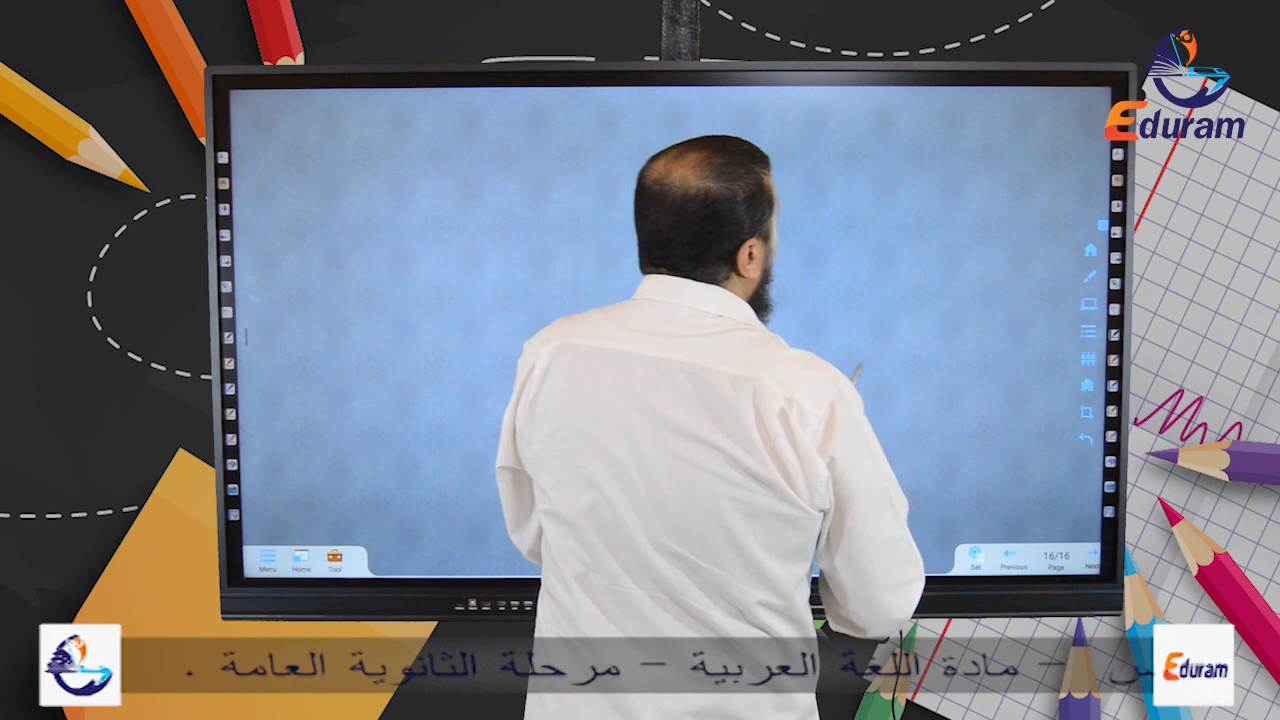 Eduram
Menu Home Tool
Set Previous 16/16 Page Next
– مادة اللغة العربية – مرحلة الثانوية العامة .
Eduram